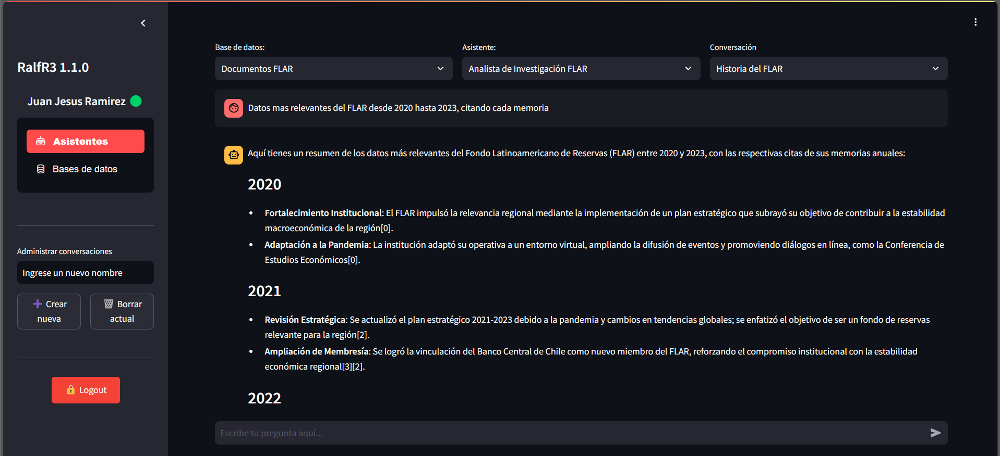 RalfR3 1.1.0
Juan Jesus Ramirez
Asistentes
Bases de datos
Administrar conversaciones
Ingrese un nuevo nombre
Crear
nueva
Borrar
actual
Logout
Base de datos:
Documentos FLAR
Asistente:
Analista de Investigación FLAR
Conversación
Historia del FLAR
Datos mas relevantes del FLAR desde 2020 hasta 2023, citando cada memoria
Aquí tienes un resumen de los datos más relevantes del Fondo Latinoamericano de Reservas (FLAR) entre 2020 y 2023, con las respectivas citas de sus memorias anuales:
2020
• Fortalecimiento Institucional: El FLAR impulsó la relevancia regional mediante la implementación de un plan estratégico que subrayó su objetivo de contribuir a la estabilidad
macroeconómica de la región[0].
• Adaptación a la Pandemia: La institución adaptó su operativa a un entorno virtual, ampliando la difusión de eventos y promoviendo diálogos en línea, como la Conferencia de
Estudios Económicos[0].
2021
• Revisión Estratégica: Se actualizó el plan estratégico 2021-2023 debido a la pandemia y cambios en tendencias globales; se enfatizó el objetivo de ser un fondo de reservas
relevante para la región[2].
• Ampliación de Membresía: Se logró la vinculación del Banco Central de Chile como nuevo miembro del FLAR, reforzando el compromiso institucional con la estabilidad
económica regional[3][2].
2022
Escribe tu pregunta aquí...